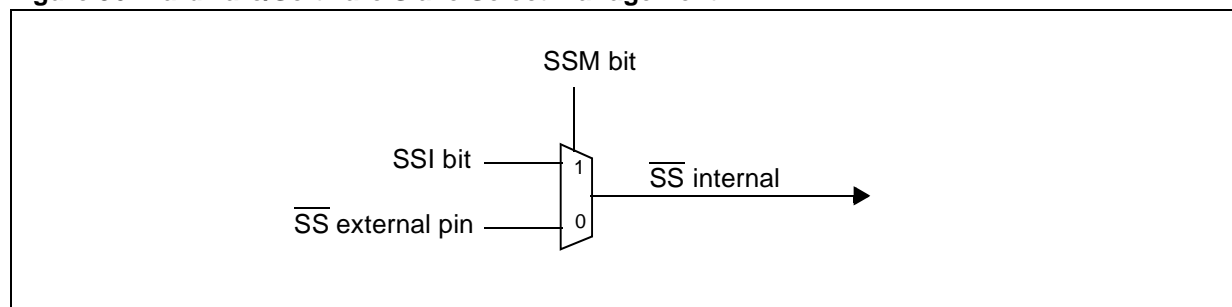 SSM bit
SSI bit
1
SS internal
SS external pin
0